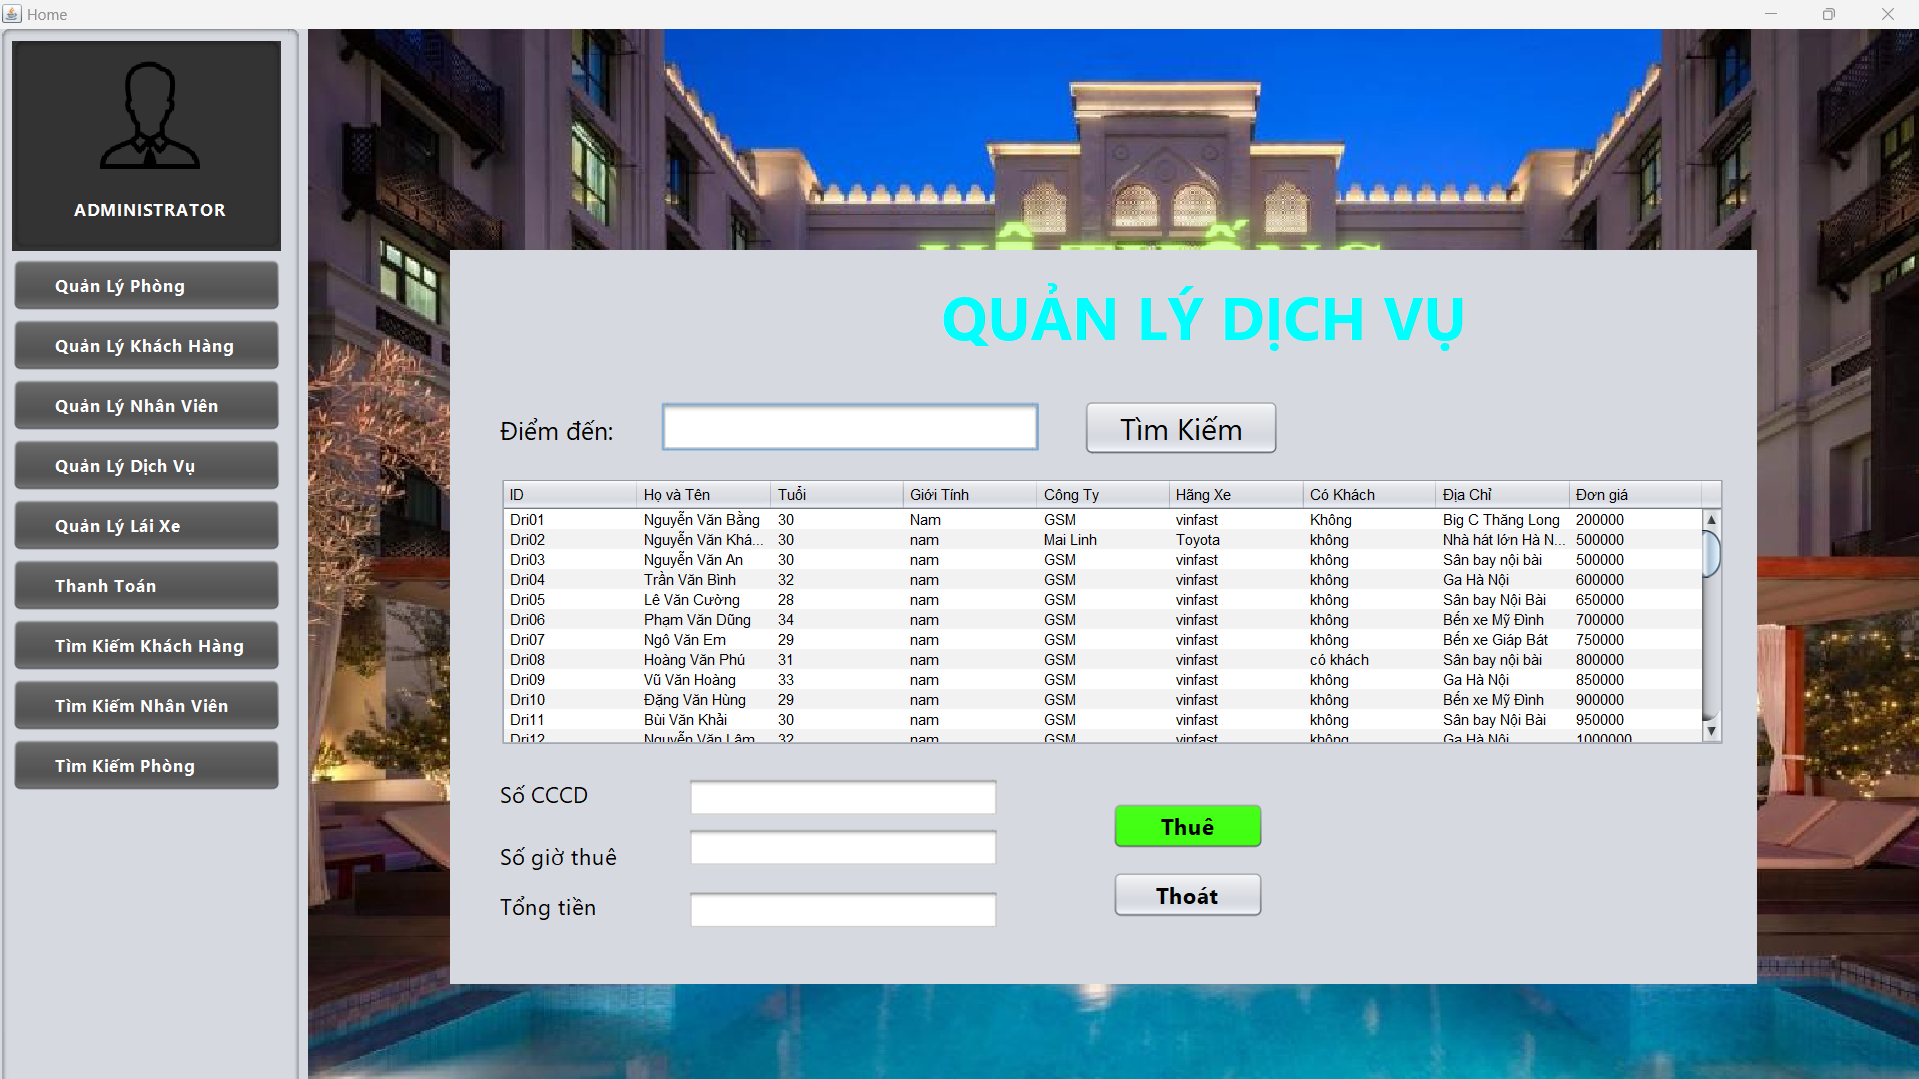 Home
ADMINISTRATOR
Quản Lý Phòng
Quản Lý Khách Hàng
Quản Lý Nhân Viên
Quản Lý Dịch Vụ
Quản Lý Lái Xe
Thanh Toán
Tìm Kiếm Khách Hàng
Tìm Kiếm Nhân Viên
Tìm Kiếm Phòng
QUẢN LÝ DỊCH VỤ
Điểm đến: Tìm Kiếm
ID Họ và Tên Tuổi Giới Tính Công Ty Hãng Xe Có Khách Địa Chỉ Đơn giá
Dri01 Nguyễn Văn Bằng 30 Nam GSM vinfast Không Big C Thăng Long 200000
Dri02 Nguyễn Văn Khá... 30 nam Mai Linh Toyota không Nhà hát lớn Hà N... 500000
Dri03 Nguyễn Văn An 30 nam GSM vinfast không Sân bay nội bài 500000
Dri04 Trần Văn Bình 32 nam GSM vinfast không Ga Hà Nội 600000
Dri05 Lê Văn Cường 28 nam GSM vinfast không Sân bay Nội Bài 650000
Dri06 Phạm Văn Dũng 34 nam GSM vinfast không Bến xe Mỹ Đình 700000
Dri07 Ngô Văn Em 29 nam GSM vinfast không Bến xe Giáp Bát 750000
Dri08 Hoàng Văn Phú 31 nam GSM vinfast có khách Sân bay nội bài 800000
Dri09 Vũ Văn Hoàng 33 nam GSM vinfast không Ga Hà Nội 850000
Dri10 Đặng Văn Hùng 29 nam GSM vinfast không Bến xe Mỹ Đình 900000
Dri11 Bùi Văn Khải 30 nam GSM vinfast không Sân bay Nội Bài 950000
Dri12 Nguyễn Văn Lâm 32 nam GSM vinfast không Ga Hà Nội 1000000
Số CCCD
Số giờ thuê
Tổng tiền
Thuê
Thoát